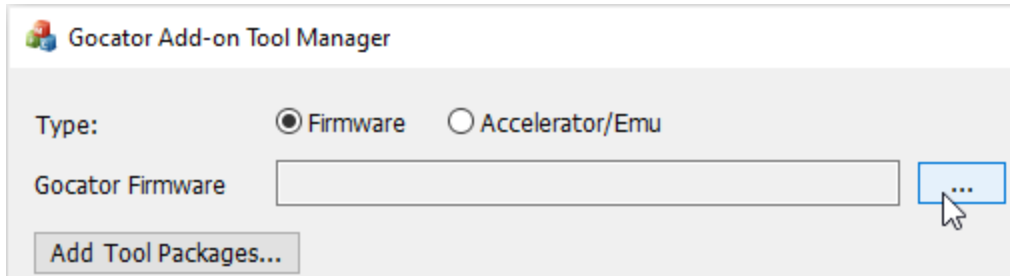 Gocator Add-on Tool Manager
Type: Firmware Accelerator/Emu
Gocator Firmware ...
Add Tool Packages...